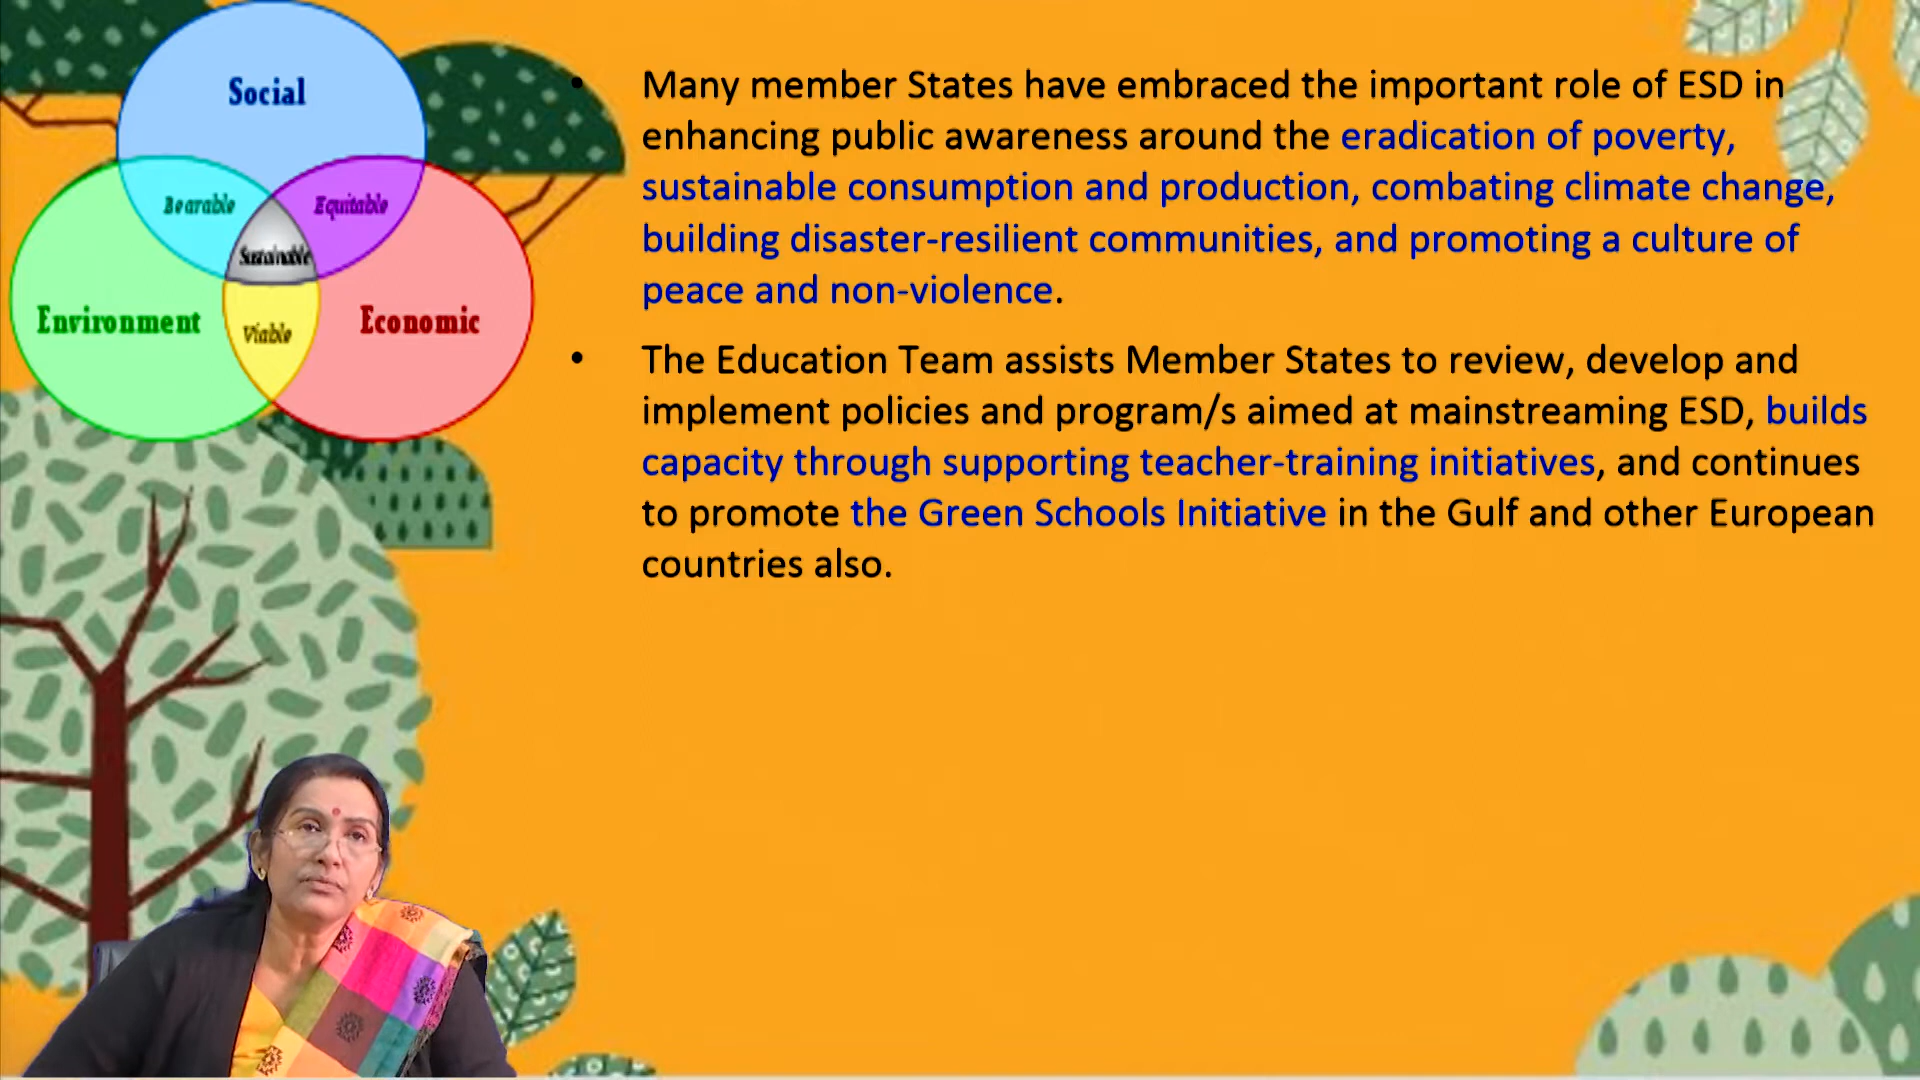 Social
Bearable
Equitable
Sustainable
Environment
Economic
Viable
• Many member States have embraced the important role of ESD in
enhancing public awareness around the eradication of poverty,
sustainable consumption and production, combating climate change,
building disaster-resilient communities, and promoting a culture of
peace and non-violence.
• The Education Team assists Member States to review, develop and
implement policies and program/s aimed at mainstreaming ESD, builds
capacity through supporting teacher-training initiatives, and continues
to promote the Green Schools Initiative in the Gulf and other European
countries also.